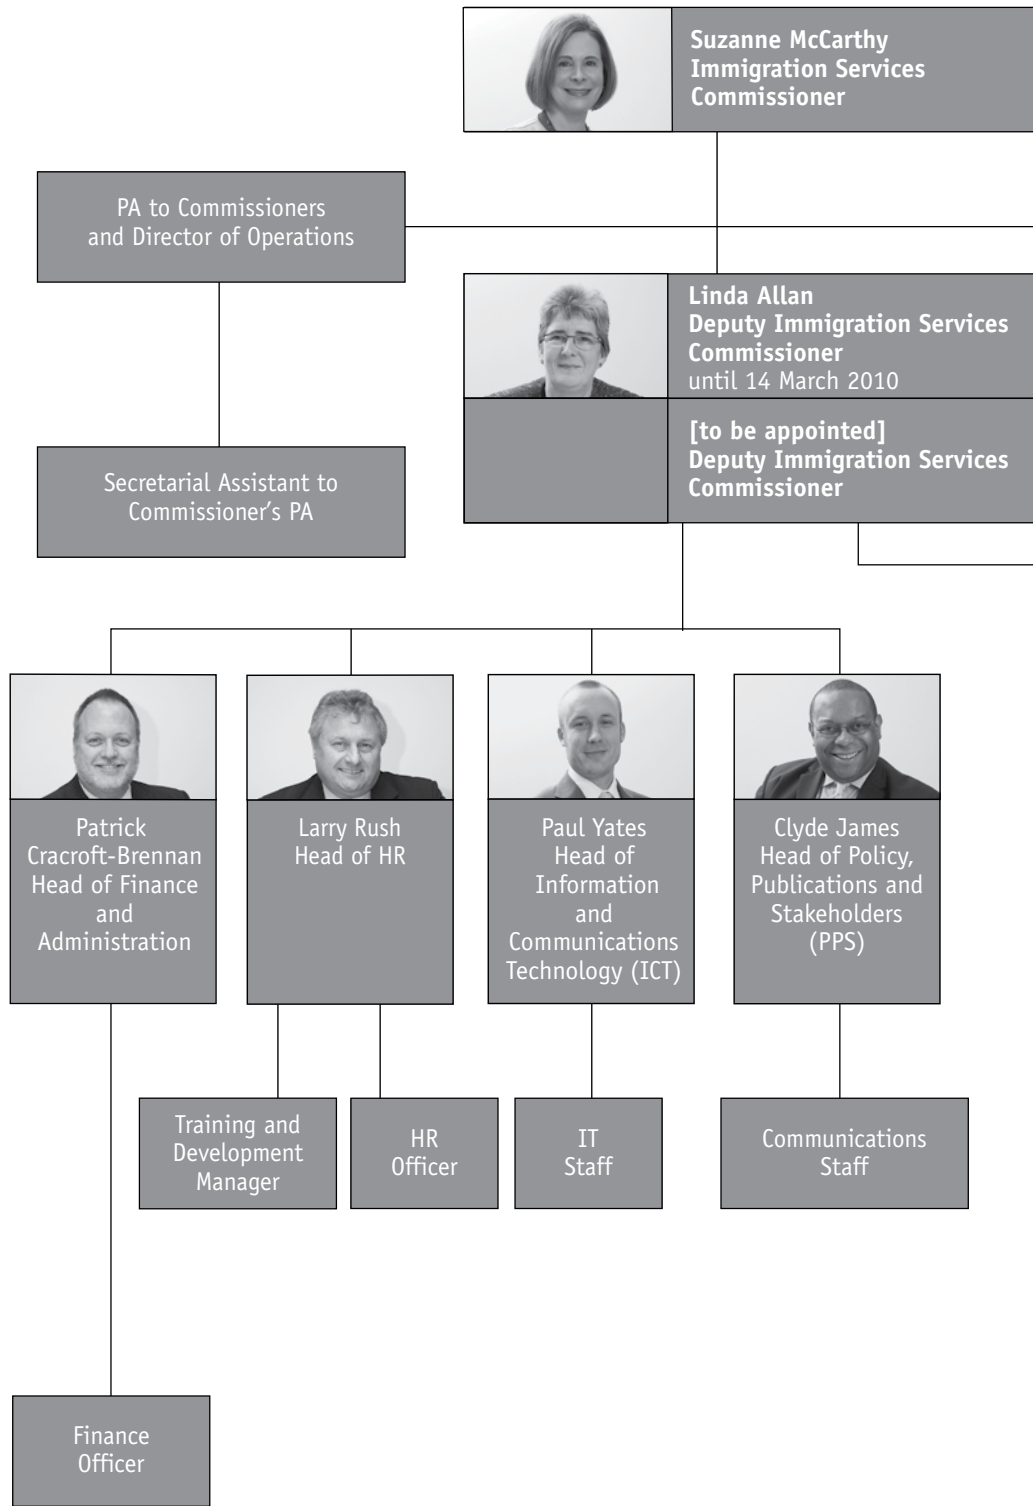 Suzanne McCarthy
Immigration Services
Commissioner
PA to Commissioners
and Director of Operations
Linda Allan
Deputy Immigration Services
Commissioner
until 14 March 2010
[to be appointed]
Deputy Immigration Services
Commissioner
Secretarial Assistant to
Commissioner’s PA
Patrick
Cracroft-Brennan
Head of Finance
and
Administration
Larry Rush
Head of HR
Paul Yates
Head of
Information
and
Communications
Technology (ICT)
Clyde James
Head of Policy,
Publications and
Stakeholders
(PPS)
Training and
Development
Manager
HR
Officer
IT
Staff
Communications
Staff
Finance
Officer